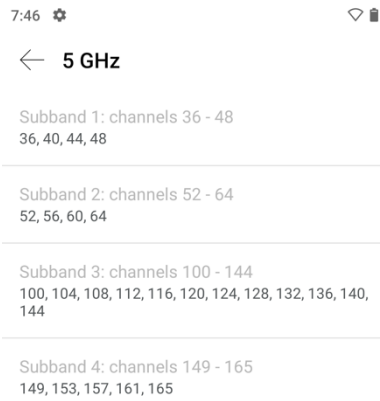 7:46
5 GHz
Subband 1: channels 36 - 48
36, 40, 44, 48
Subband 2: channels 52 - 64
52, 56, 60, 64
Subband 3: channels 100 - 144
100, 104, 108, 112, 116, 120, 124, 128, 132, 136, 140,
144
Subband 4: channels 149 - 165
149, 153, 157, 161, 165